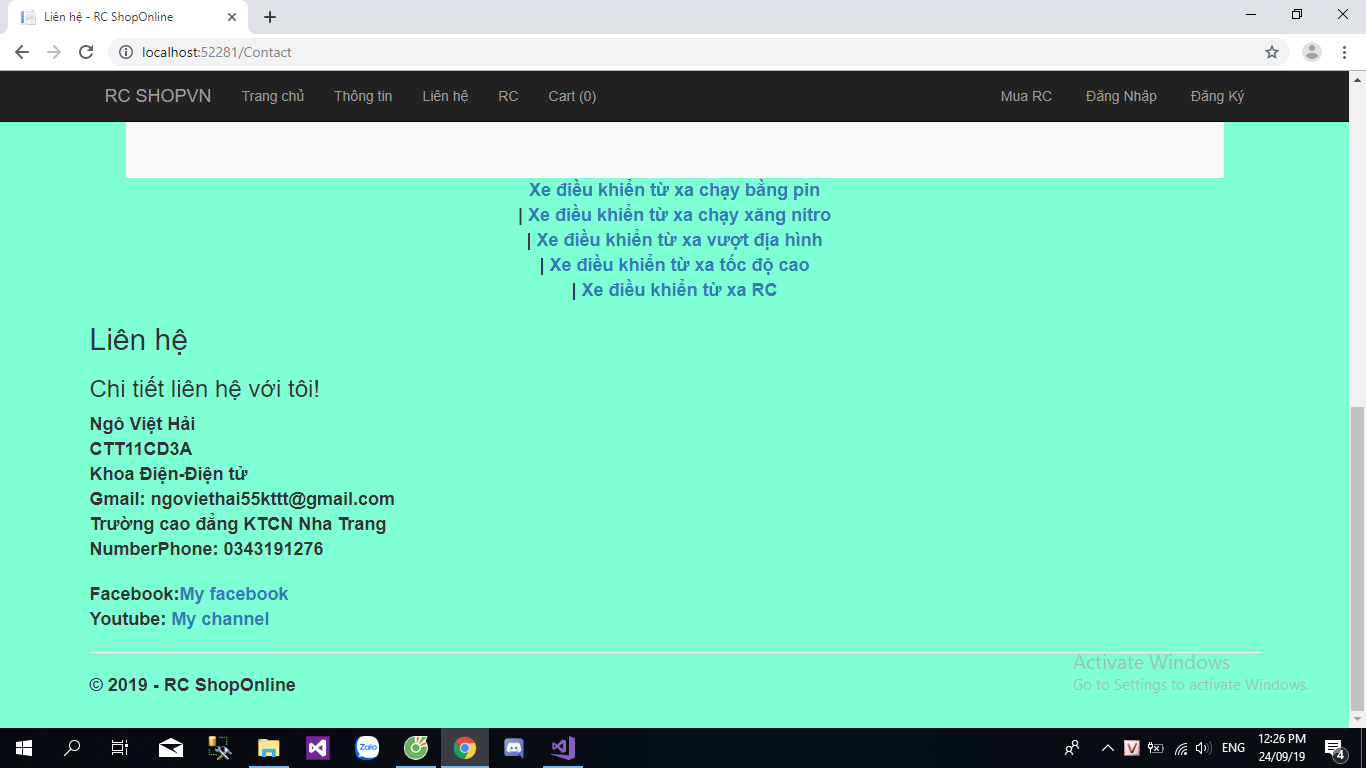 Liên hệ - RC ShopOnline
localhost:52281/Contact
RC SHOPVN Trang chủ Thông tin Liên hệ RC Cart (0) Mua RC Đăng Nhập Đăng Ký
Xe điều khiển từ xa chạy bằng pin
| Xe điều khiển từ xa chạy xăng nitro
| Xe điều khiển từ xa vượt địa hình
| Xe điều khiển từ xa tốc độ cao
| Xe điều khiển từ xa RC
Liên hệ
Chi tiết liên hệ với tôi!
Ngô Việt Hải
CTT11CD3A
Khoa Điện-Điện tử
Gmail: ngoviethai55kttt@gmail.com
Trường cao đẳng KTCN Nha Trang
NumberPhone: 0343191276
Facebook:My facebook
Youtube: My channel
Activate Windows
Go to Settings to activate Windows.
© 2019 - RC ShopOnline
Zalo
V
ENG
12:26 PM
24/09/19
4